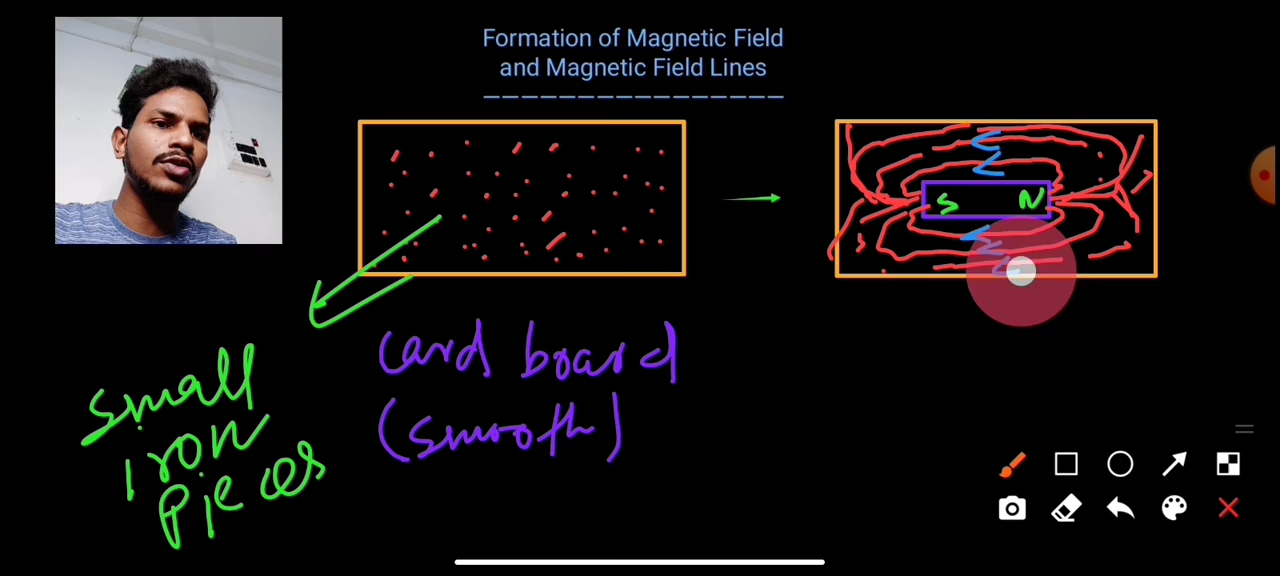 Formation of Magnetic Field
and Magnetic Field Lines
S N
card board
(smooth)
small
iron
pieces